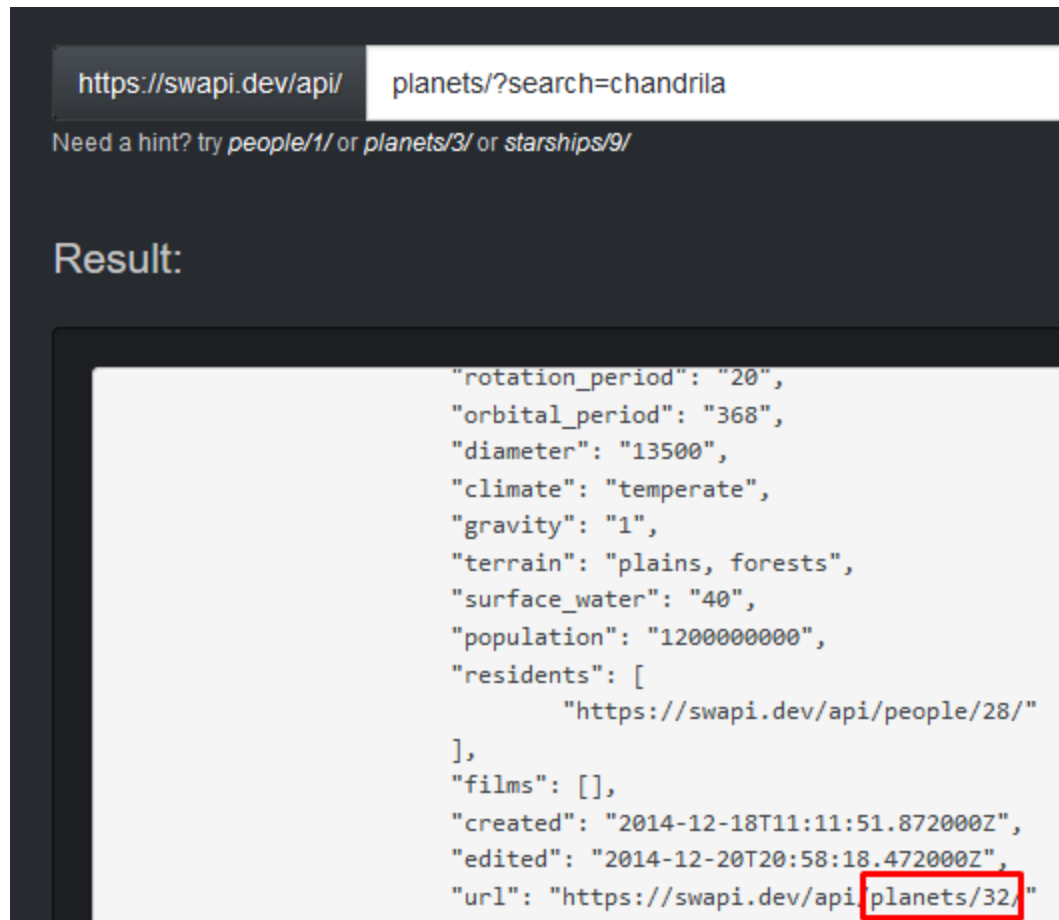 https://swapi.dev/api/ planets/?search=chandrila
Need a hint? try people/1/ or planets/3/ or starships/9/
Result:
"rotation_period": "20",
"orbital_period": "368",
"diameter": "13500",
"climate": "temperate",
"gravity": "1",
"terrain": "plains, forests",
"surface_water": "40",
"population": "1200000000",
"residents": [
"https://swapi.dev/api/people/28/"
],
"films": [],
"created": "2014-12-18T11:11:51.872000Z",
"edited": "2014-12-20T20:58:18.472000Z",
"url": "https://swapi.dev/api/planets/32/"